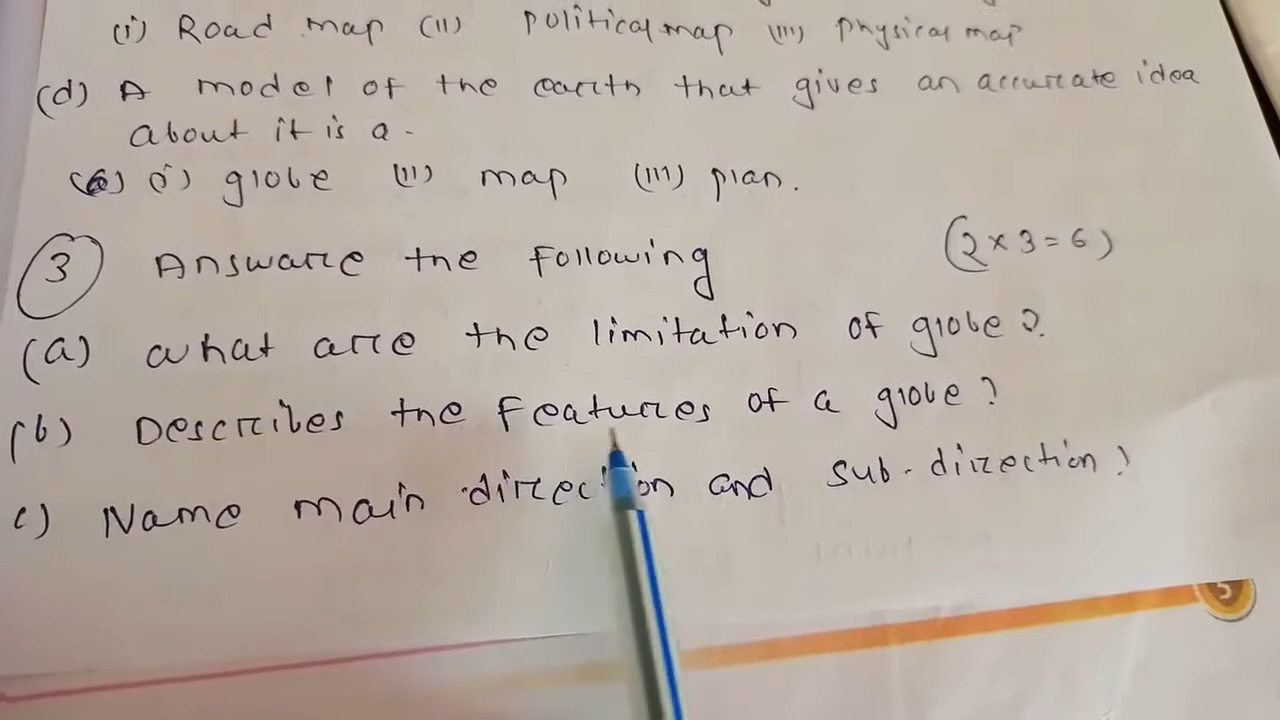 (i) Road map (ii) political map (iii) physical map
(d) A model of the earth that gives an accurate idea
about it is a -
(i) globe (ii) map (iii) plan.
3 Answare the following (2 × 3 = 6)
(a) what are the limitation of globe?
(b) Describes the features of a globe?
c) Name main direction and sub-direction?
5